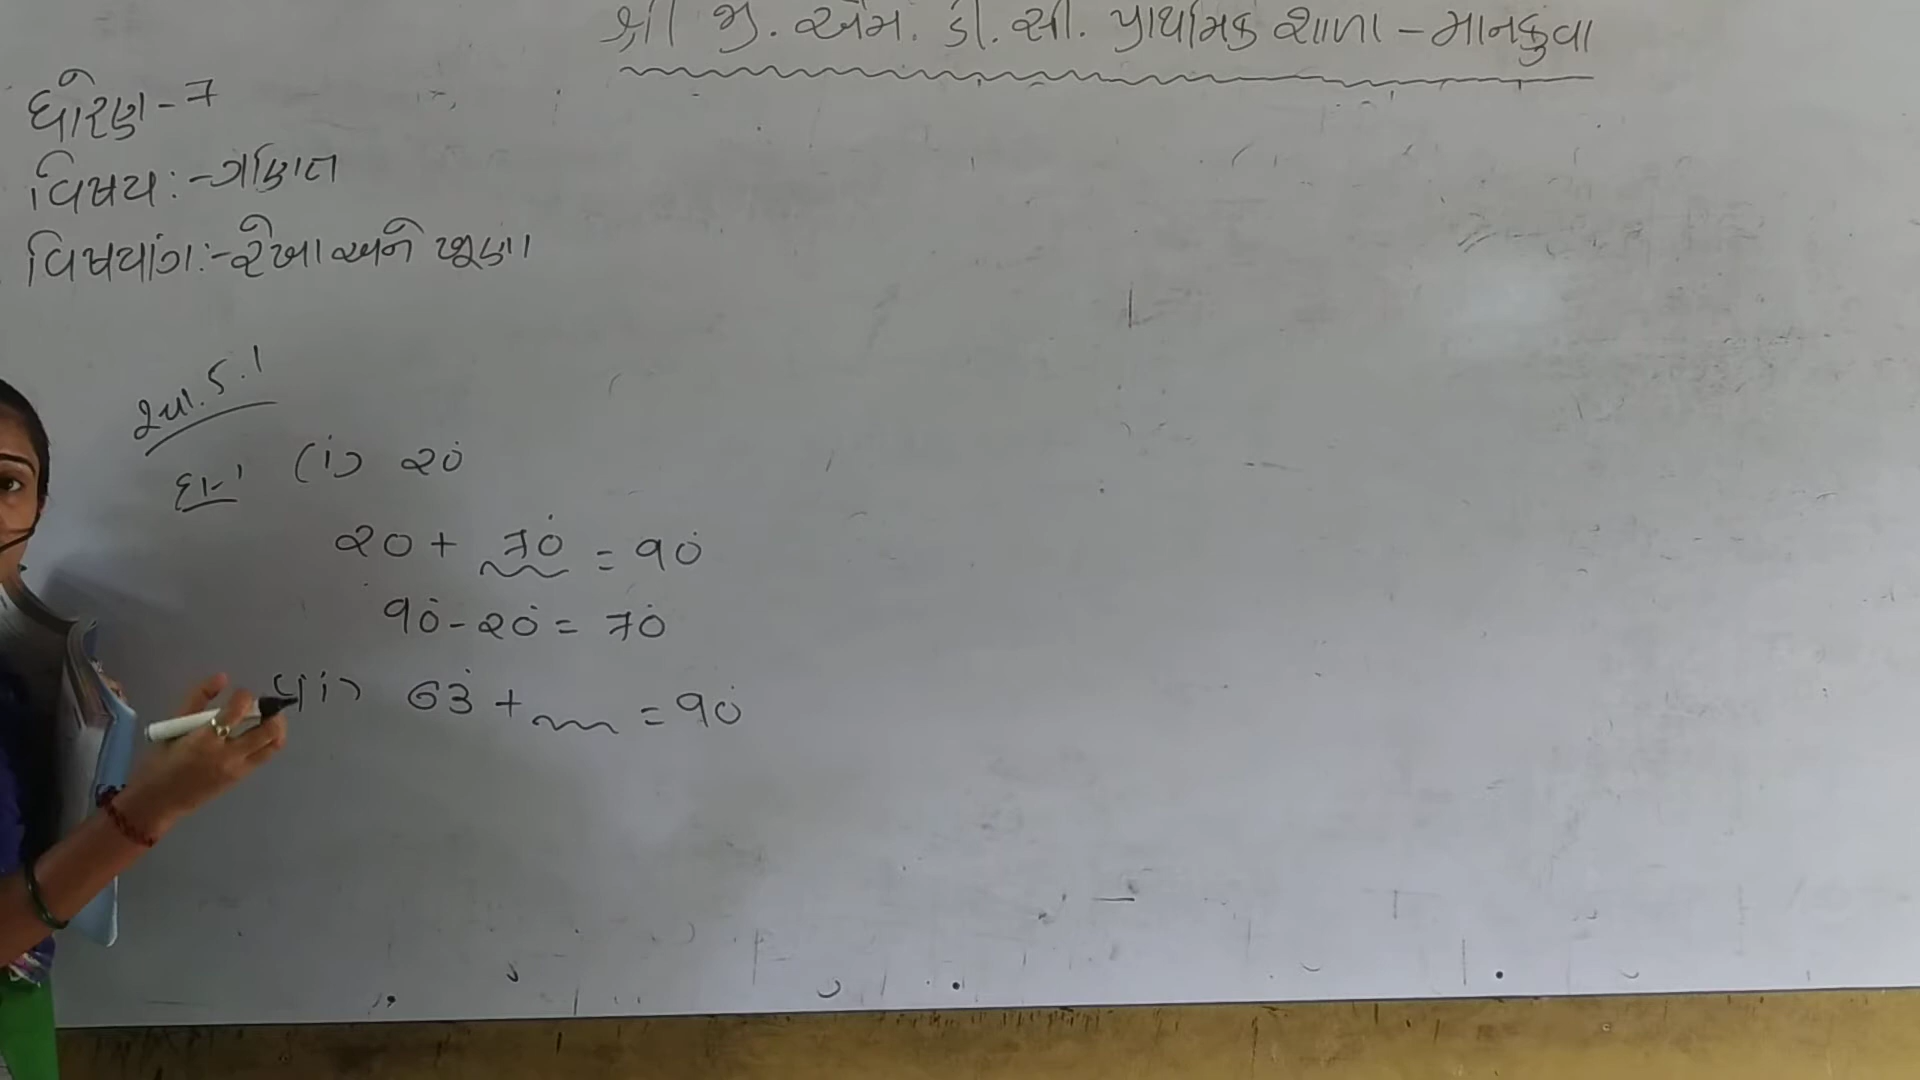 શ્રી જી. એમ. ડી. સી. પ્રાથમિક શાળા - માનકુવા
ધોરણ - 7
વિષય :- ગણિત
વિષયાંગ :- રેખા અને ખૂણા
સ્વા. 5.1
દા-1 (i) 20°
20 + 70° = 90°
90° - 20° = 70°
(ii) 63° + = 90°